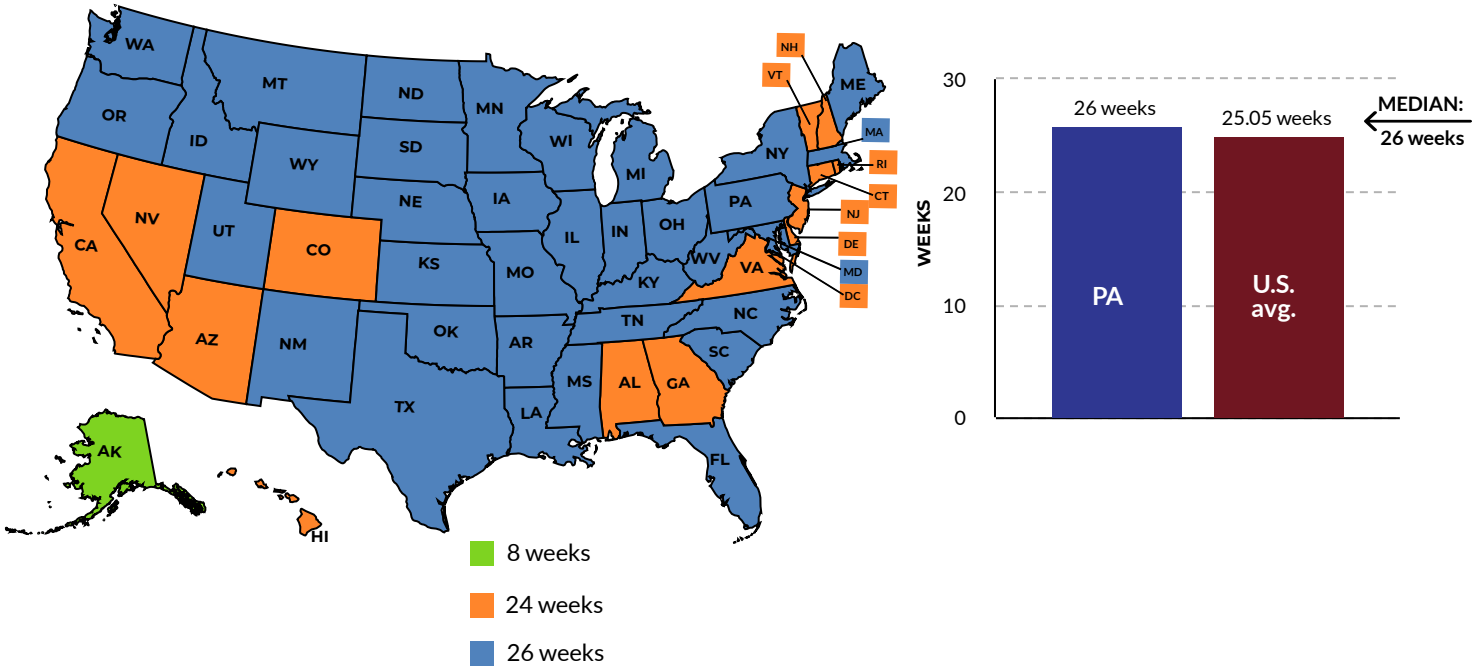 WA
MT
ND
MN
OR
ID
WY
SD
WI
MI
NY
ME
NH
VT
MA
RI
CT
NJ
DE
MD
DC
NV
CA
UT
CO
NE
IA
KS
MO
IL
IN
OH
PA
WV
VA
KY
AZ
NM
OK
AR
TN
NC
SC
TX
LA
MS
AL
GA
FL
AK
HI
8 weeks
24 weeks
26 weeks
WEEKS
30
20
10
0
26 weeks
25.05 weeks
MEDIAN:
26 weeks
PA
U.S.
avg.